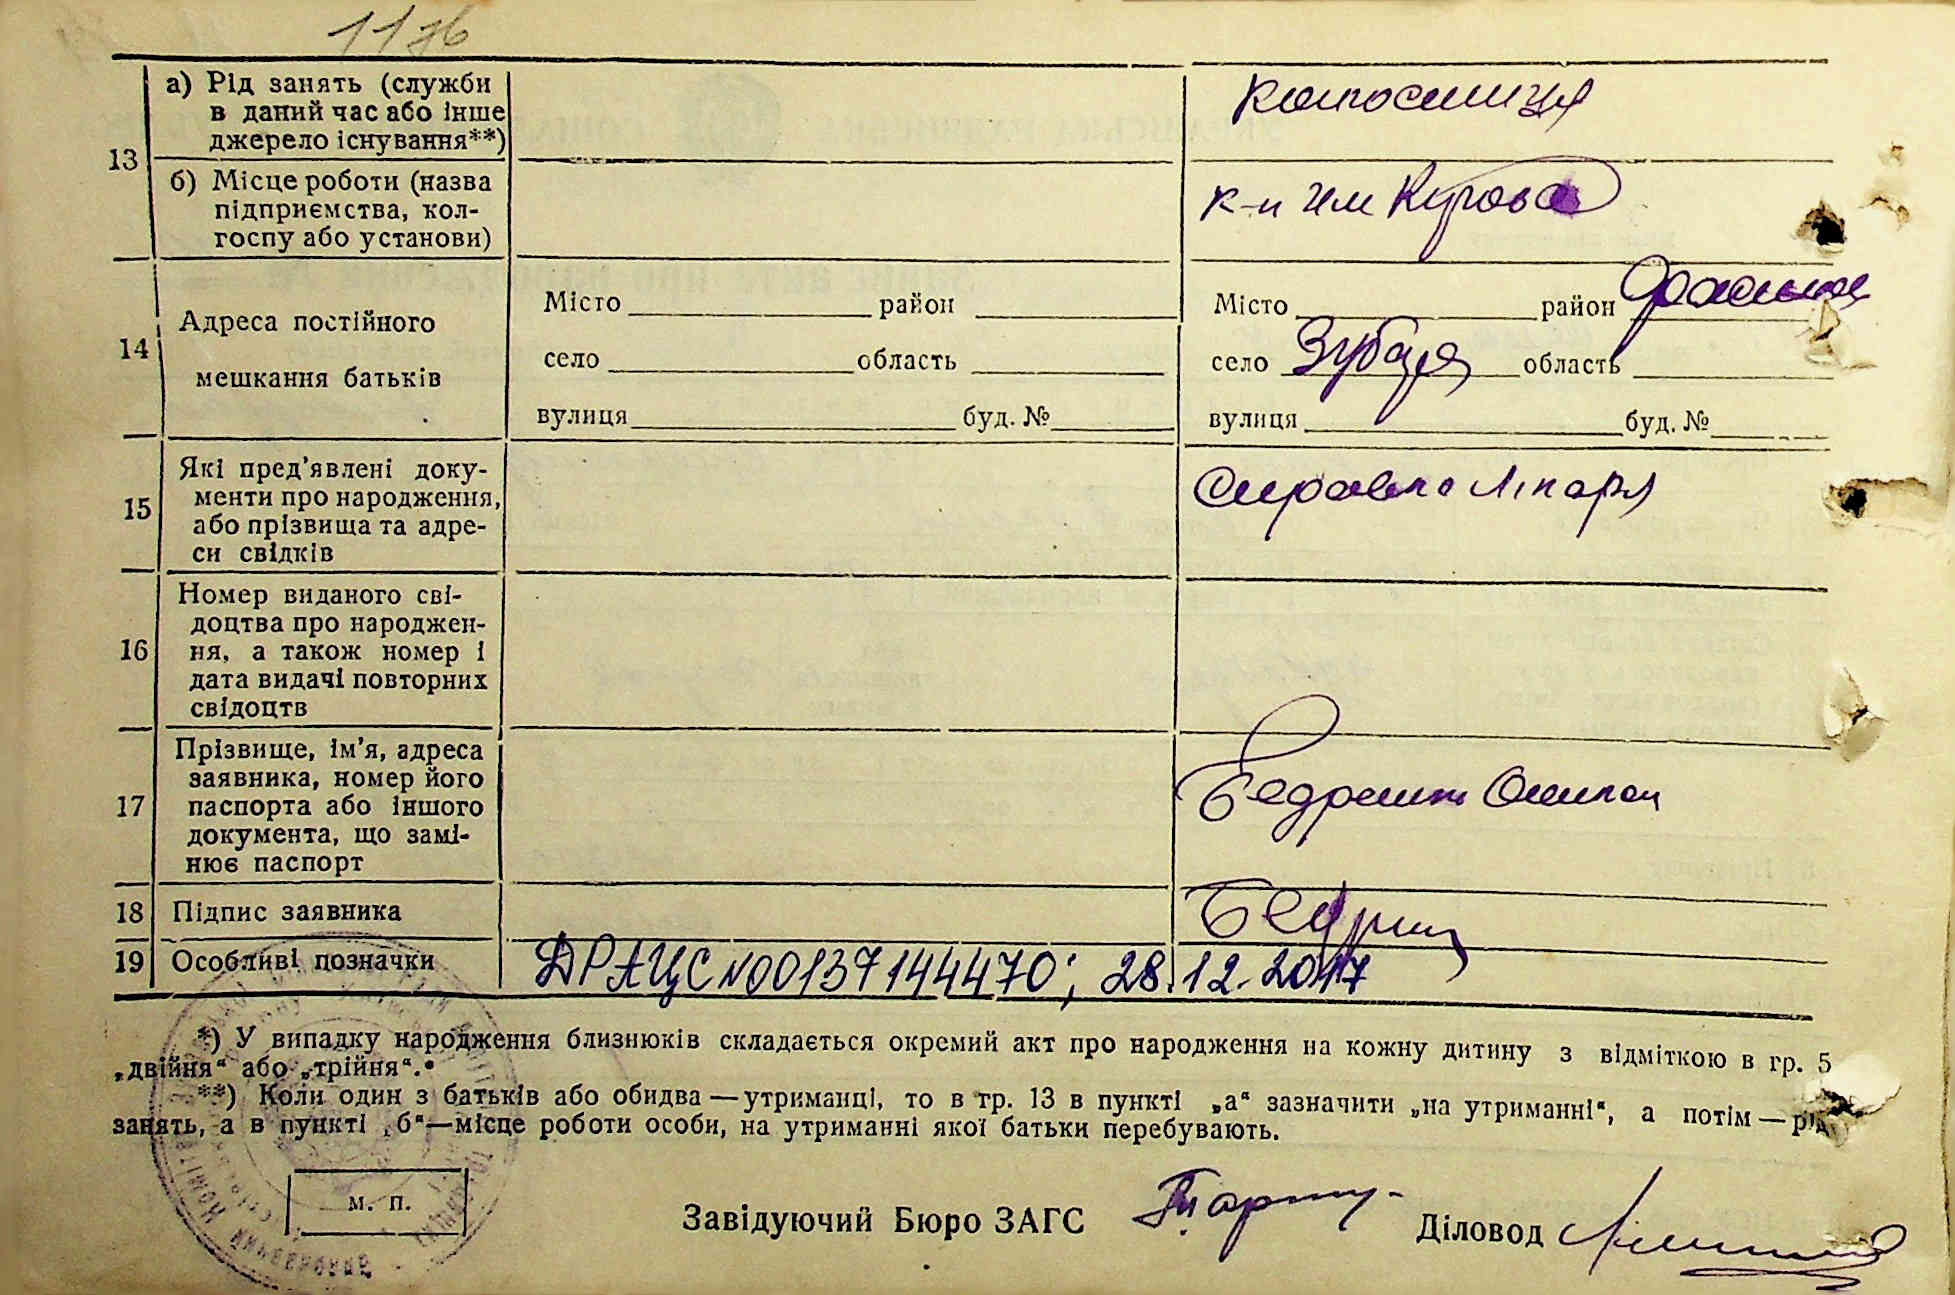 1176
13
а) Рід занять (служби
в даний час або інше
джерело існування**)
колгоспниця
б) Місце роботи (назва
підприємства, кол-
госпу або установи)
к-п ім Кірова
14
Адреса постійного
мешкання батьків
Місто район
село область
вулиця буд. №
Місто район
село область
вулиця буд. №
15
Які пред'явлені доку-
менти про народження,
або прізвища та адре-
си свідків
Справка лікаря
16
Номер виданого сві-
доцтва про народжен-
ня, а також номер і
дата видачі повторних
свідоцтв
17
Прізвище, ім'я, адреса
заявника, номер його
паспорта або іншого
документа, що замі-
нює паспорт
18 Підпис заявника
19 Особливі позначки ДРАЦС №00137144470; 28.12.2017
*) У випадку народження близнюків складається окремий акт про народження на кожну дитину з відміткою в гр. 5
„двійня“ або „трійня“.
**) Коли один з батьків або обидва — утриманці, то в гр. 13 в пункті „а“ зазначити „на утриманні“, а потім — рід
занять, а в пункті „б“—місце роботи особи, на утриманні якої батьки перебувають.
м. п.
Завідуючий Бюро ЗАГС
Діловод